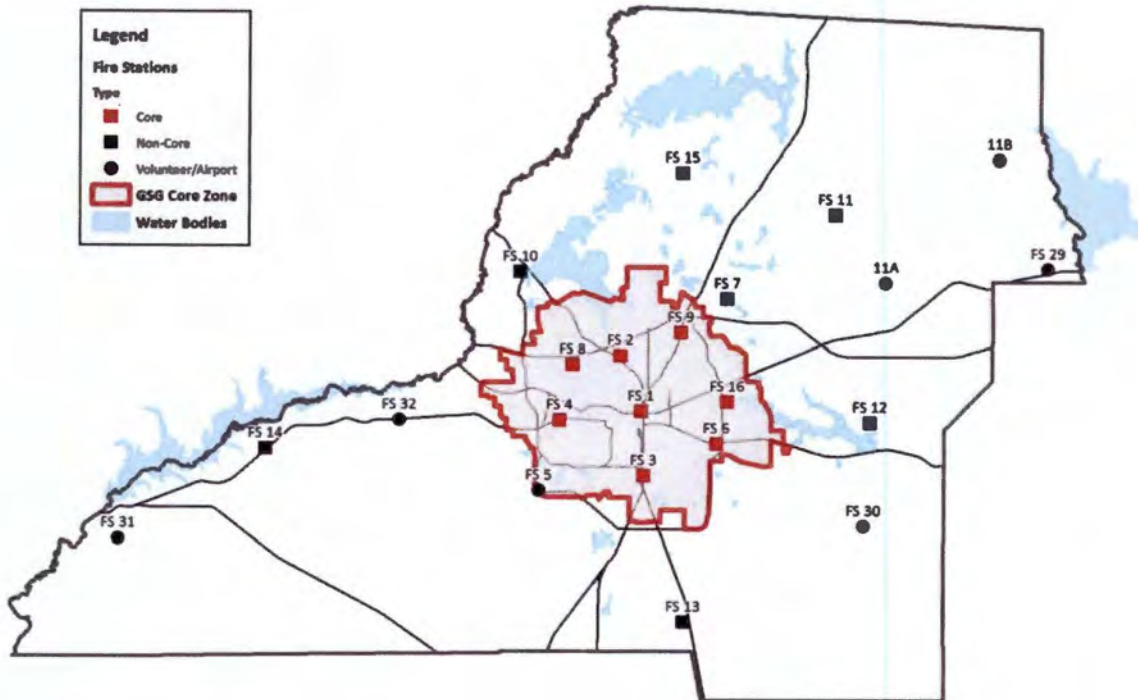 Legend
Fire Stations
Type
Core
Non-Core
Volunteer/Airport
GSG Core Zone
Water Bodies
11B
FS 15
FS 11
FS 10
FS 29
11A
FS 7
FS 9
FS 2
FS 8
FS 16
FS 1
FS 32
FS 4
FS 12
FS 14
FS 6
FS 3
FS 5
FS 31
FS 30
FS 13